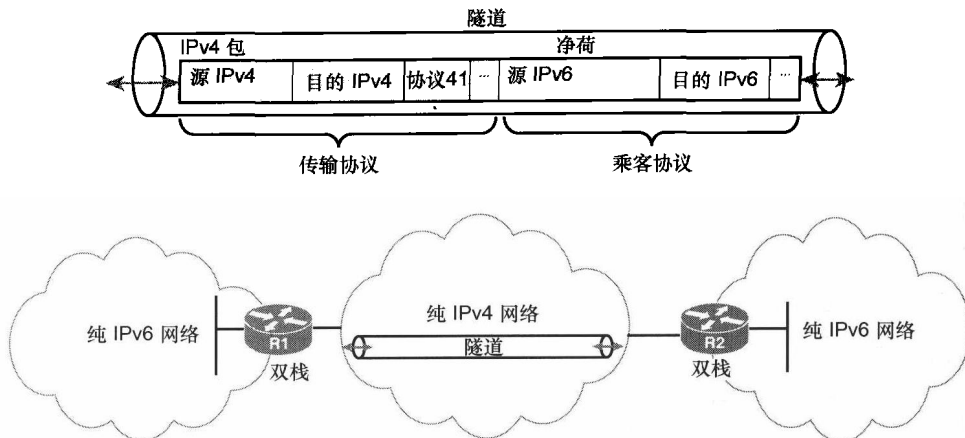 隧道
IPv4 包
净荷
源 IPv4
目的 IPv4
协议41
...
源 IPv6
目的 IPv6
...
传输协议
乘客协议
纯 IPv6 网络
R1
双栈
纯 IPv4 网络
隧道
R2
双栈
纯 IPv6 网络